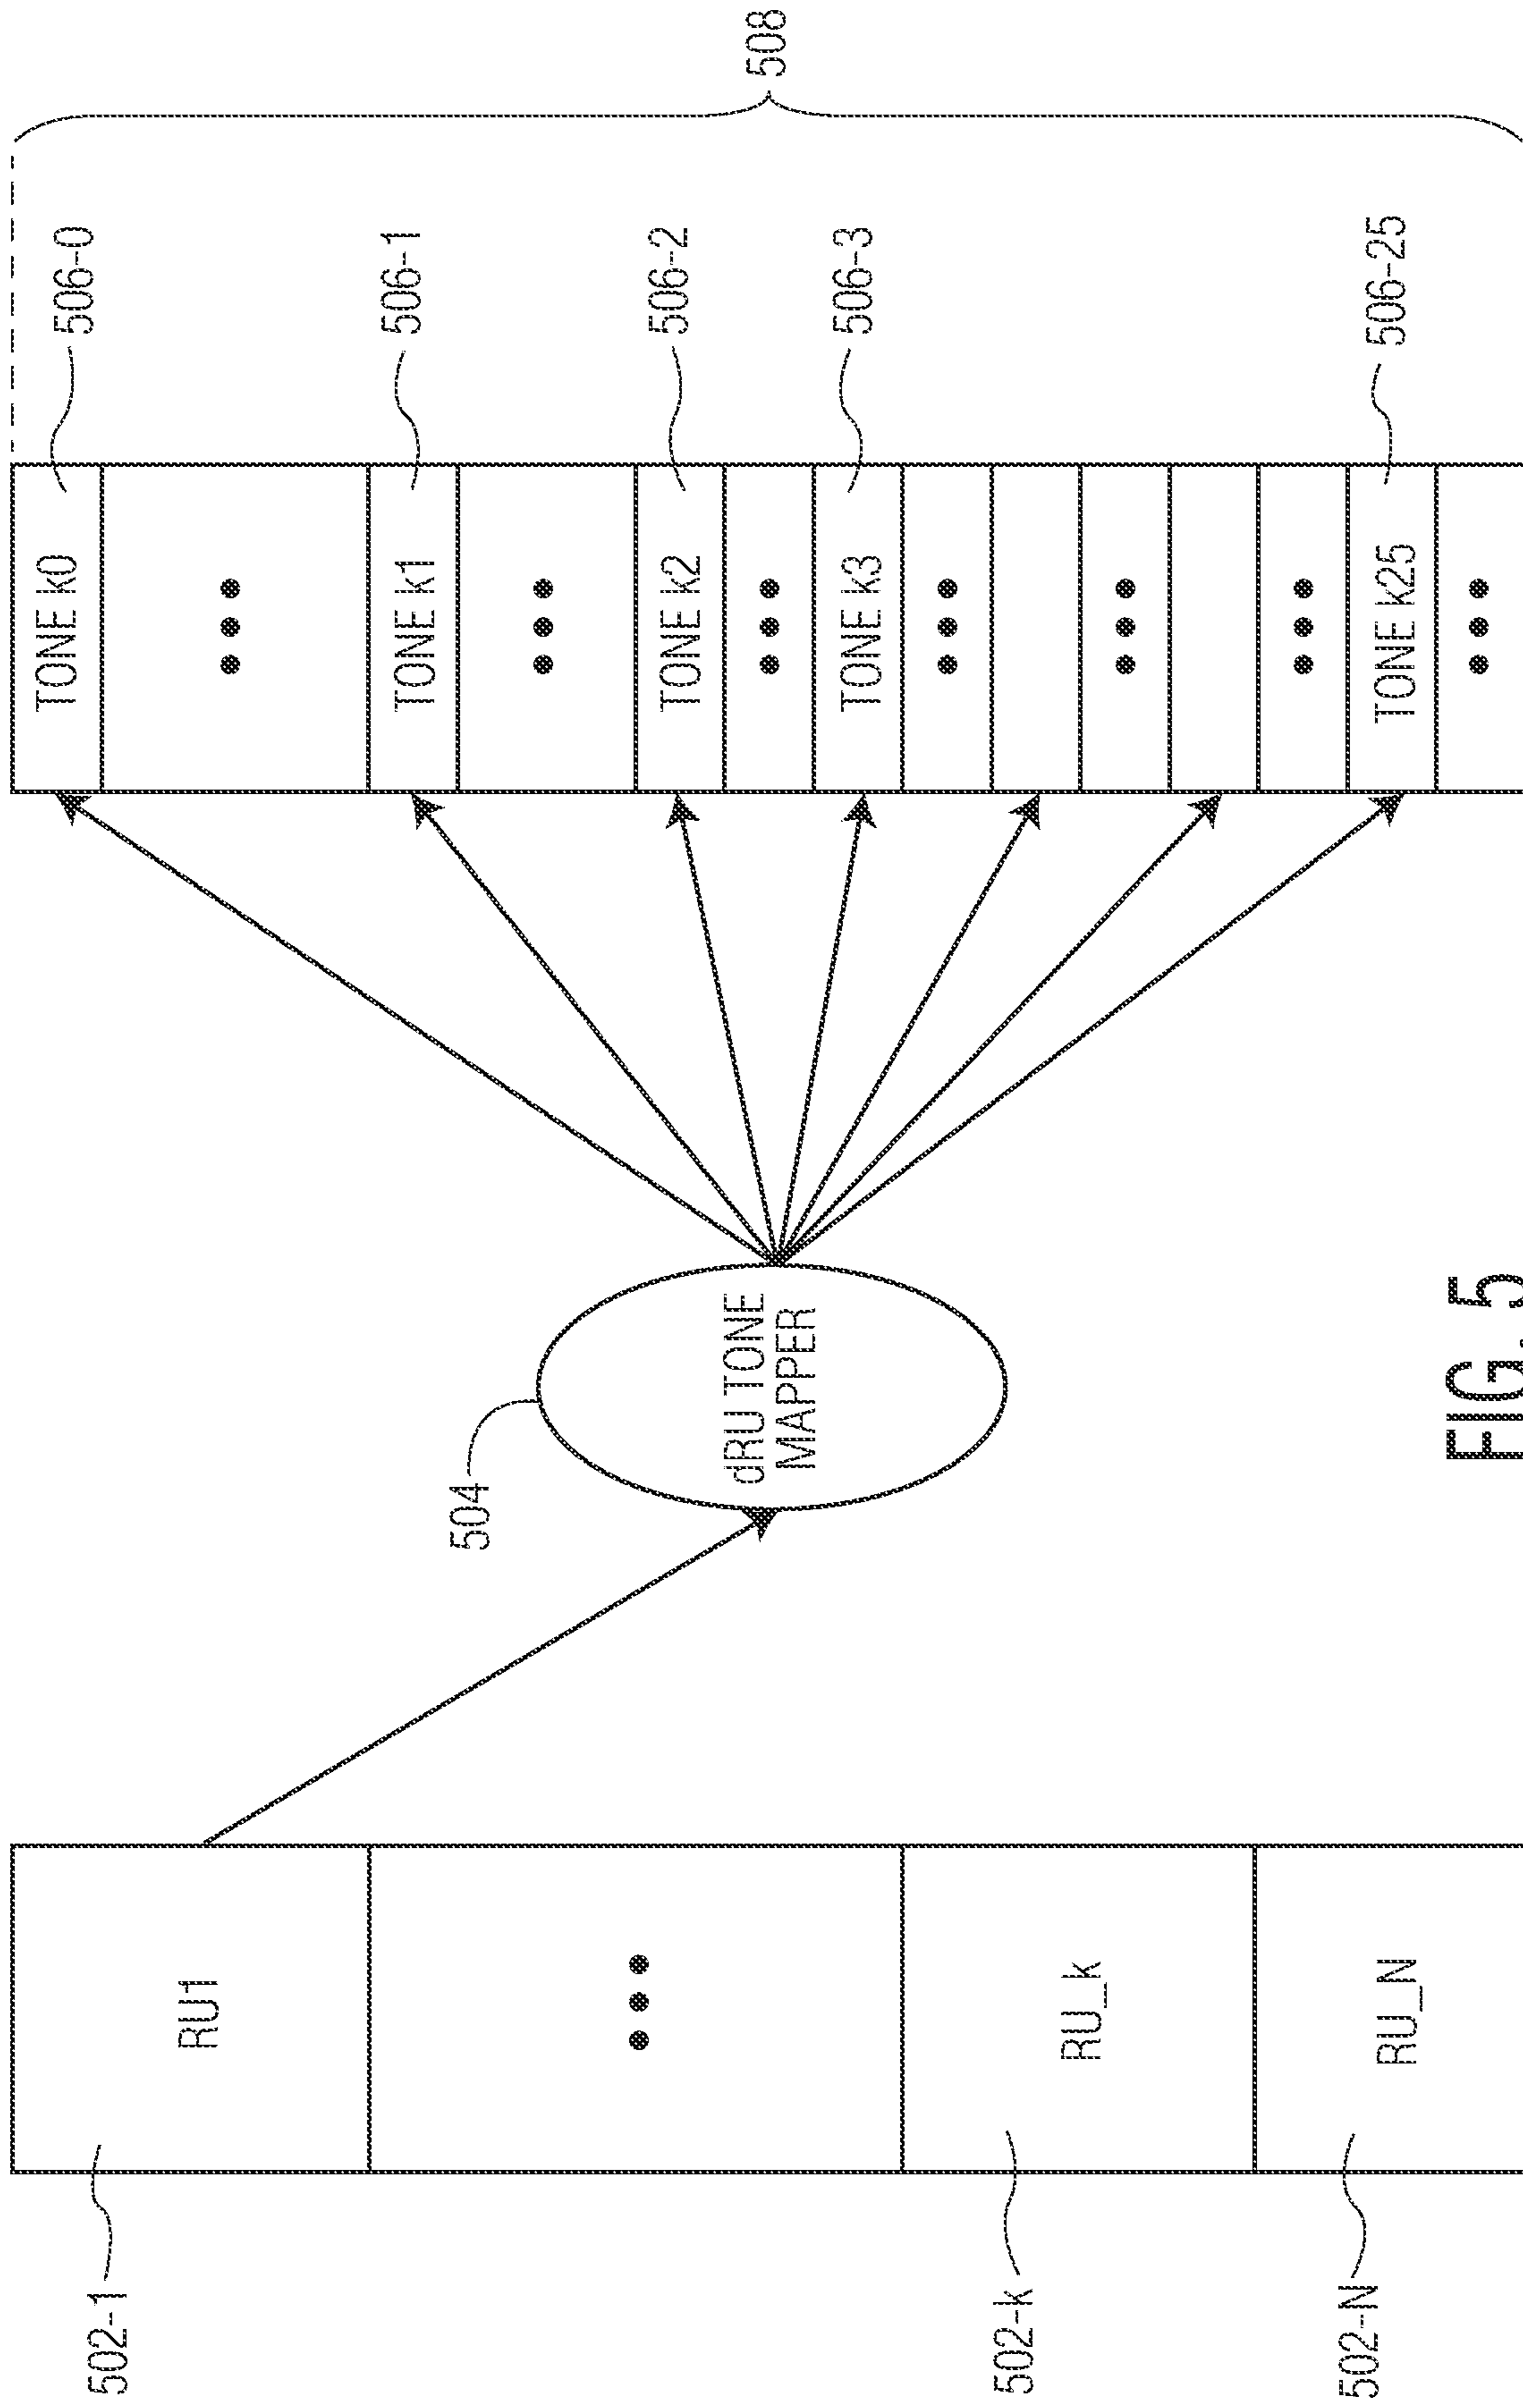 502-1
RU1
502-k
RU_k
502-N
RU_N
504
dRU TONE
MAPPER
TONE k0
506-0
TONE k1
506-1
TONE k2
506-2
TONE k3
506-3
TONE k25
506-25
508
FIG. 5